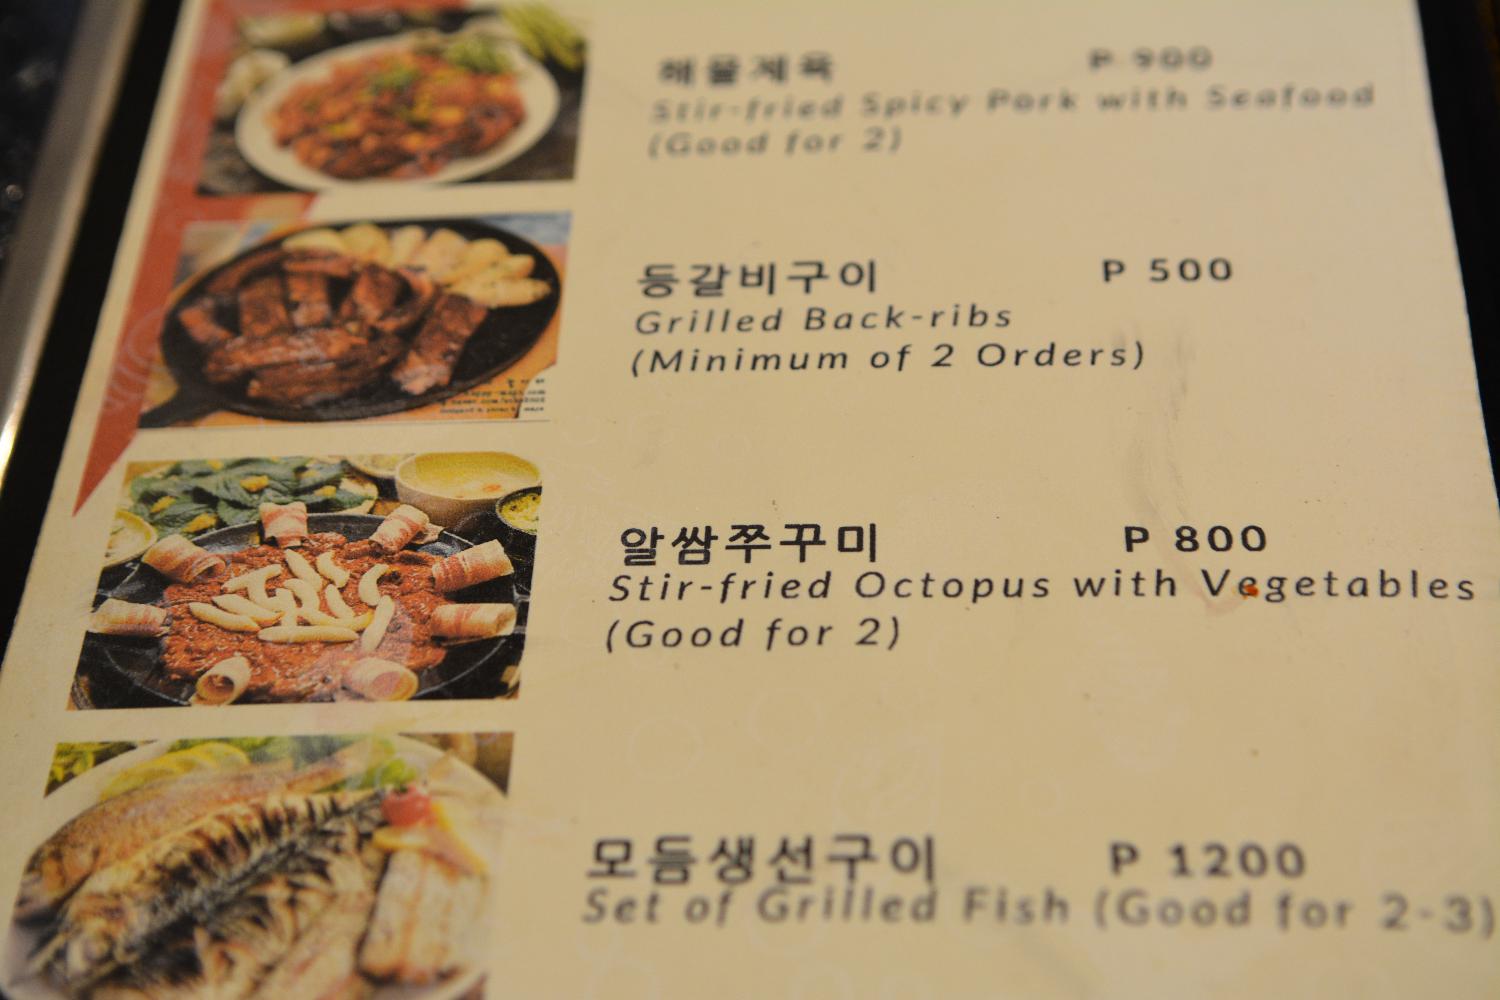 해물제육 P 900
Stir-fried Spicy Pork with Seafood
(Good for 2)
등갈비구이 P 500
Grilled Back-ribs
(Minimum of 2 Orders)
알쌈쭈꾸미 P 800
Stir-fried Octopus with Vegetables
(Good for 2)
모듬생선구이 P 1200
Set of Grilled Fish (Good for 2-3)